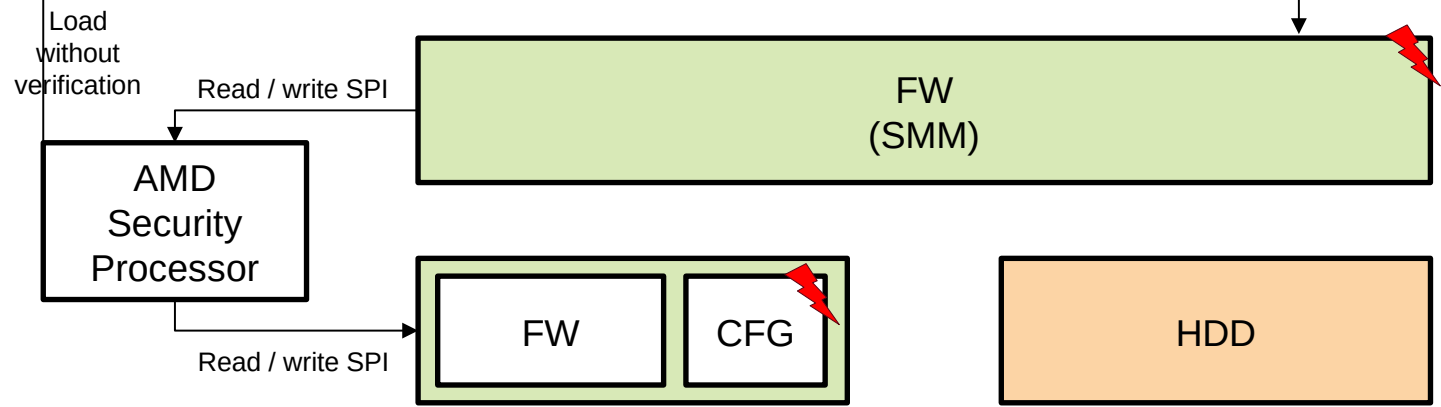 Load
without
verification
Read / write SPI
FW
(SMM)
AMD
Security
Processor
FW
CFG
HDD
Read / write SPI